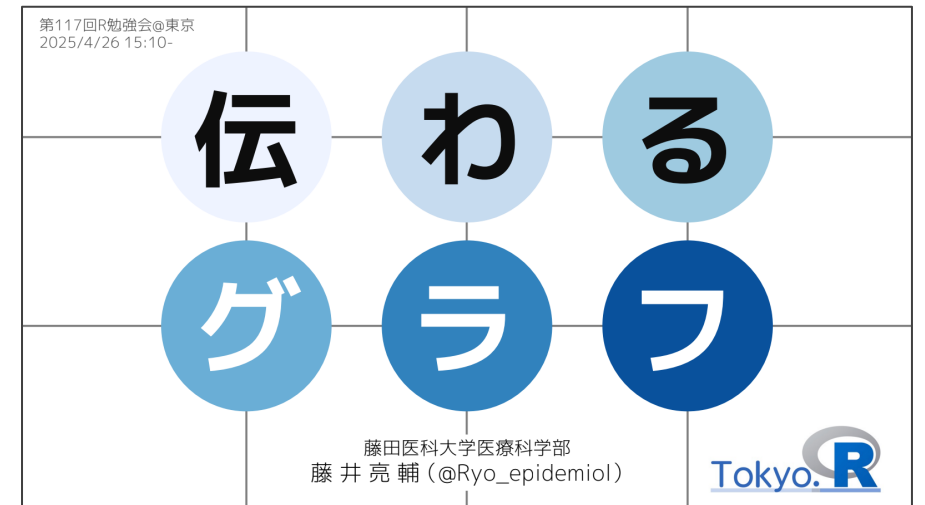 第117回R勉強会@東京
2025/4/26 15:10-
伝わる
グラフ
藤田医科大学医療科学部
藤井亮輔(@Ryo_epidemiol)
Tokyo.R